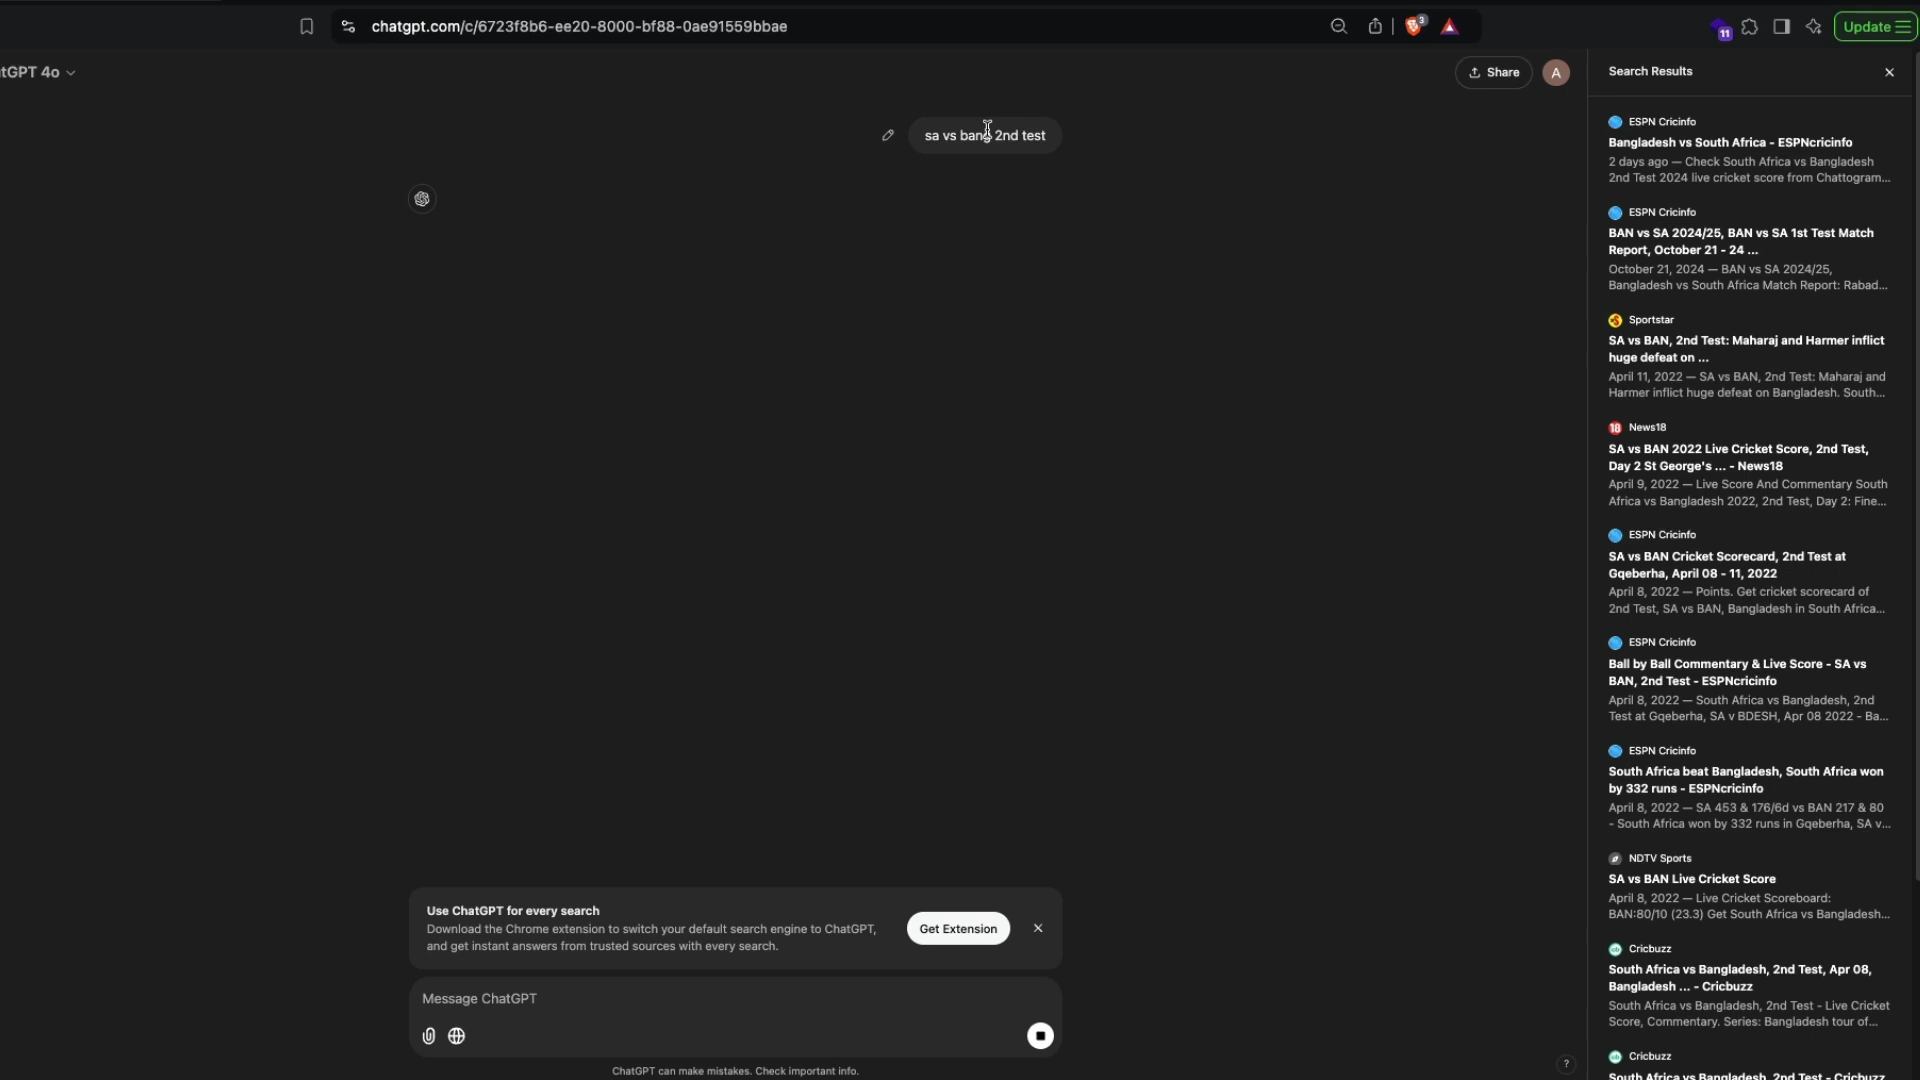 chatgpt.com/c/6723f8b6-ee20-8000-bf88-0ae91559bbae
3
11
Update
tGPT 4o
Share
A
sa vs bang 2nd test
Use ChatGPT for every search
Download the Chrome extension to switch your default search engine to ChatGPT,
and get instant answers from trusted sources with every search.
Get Extension
Message ChatGPT
ChatGPT can make mistakes. Check important info.
?
Search Results
ESPN Cricinfo
Bangladesh vs South Africa - ESPNcricinfo
2 days ago — Check South Africa vs Bangladesh
2nd Test 2024 live cricket score from Chattogram...
ESPN Cricinfo
BAN vs SA 2024/25, BAN vs SA 1st Test Match
Report, October 21 - 24 ...
October 21, 2024 — BAN vs SA 2024/25,
Bangladesh vs South Africa Match Report: Rabad...
Sportstar
SA vs BAN, 2nd Test: Maharaj and Harmer inflict
huge defeat on ...
April 11, 2022 — SA vs BAN, 2nd Test: Maharaj and
Harmer inflict huge defeat on Bangladesh. South...
18 News18
SA vs BAN 2022 Live Cricket Score, 2nd Test,
Day 2 St George's ... - News18
April 9, 2022 — Live Score And Commentary South
Africa vs Bangladesh 2022, 2nd Test, Day 2: Fine...
ESPN Cricinfo
SA vs BAN Cricket Scorecard, 2nd Test at
Gqeberha, April 08 - 11, 2022
April 8, 2022 — Points. Get cricket scorecard of
2nd Test, SA vs BAN, Bangladesh in South Africa...
ESPN Cricinfo
Ball by Ball Commentary & Live Score - SA vs
BAN, 2nd Test - ESPNcricinfo
April 8, 2022 — South Africa vs Bangladesh, 2nd
Test at Gqeberha, SA v BDESH, Apr 08 2022 - Ba...
ESPN Cricinfo
South Africa beat Bangladesh, South Africa won
by 332 runs - ESPNcricinfo
April 8, 2022 — SA 453 & 176/6d vs BAN 217 & 80
- South Africa won by 332 runs in Gqeberha, SA v...
NDTV Sports
SA vs BAN Live Cricket Score
April 8, 2022 — Live Cricket Scoreboard:
BAN:80/10 (23.3) Get South Africa vs Bangladesh...
Cricbuzz
South Africa vs Bangladesh, 2nd Test, Apr 08,
Bangladesh ... - Cricbuzz
South Africa vs Bangladesh, 2nd Test - Live Cricket
Score, Commentary. Series: Bangladesh tour of...
Cricbuzz
South Africa vs Bangladesh, 2nd Test - Cricbuzz